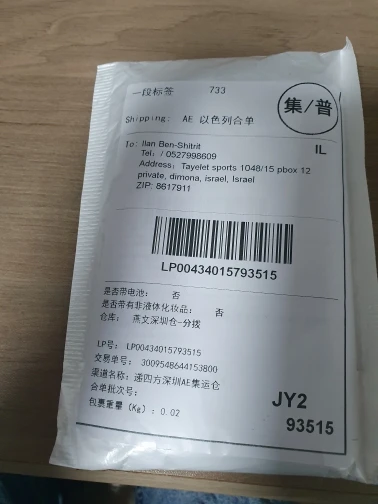 一段标签 733
集/普
Shipping: AE 以色列合单
To: Ilan Ben-Shitrit
IL
Tel: / 0527998609
Address: Tayelet sports 1048/15 pbox 12
private, dimona, israel, Israel
ZIP: 8617911
LP00434015793515
是否带电池: 否
是否带有非液体化妆品: 否
仓库: 燕文深圳仓-分拨
LP号: LP00434015793515
交易单号: 3009548644153800
渠道名称: 递四方深圳AE集运仓
合单批次号:
包裹重量 (Kg) : 0.02
JY2
93515